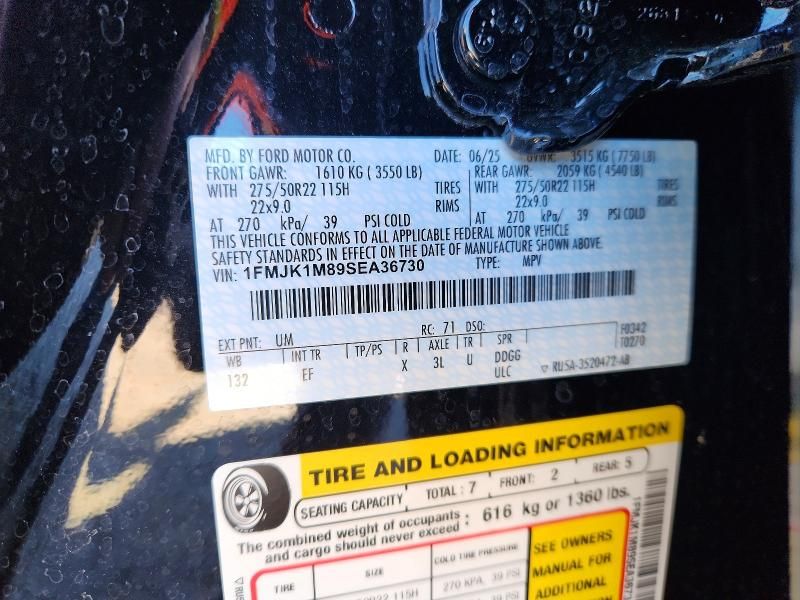 MFD. BY FORD MOTOR CO. DATE: 06/25 GVWR: 3515 KG ( 7750 LB)
FRONT GAWR: 1610 KG ( 3550 LB) REAR GAWR: 2059 KG ( 4540 LB)
WITH 275/50R22 115H TIRES WITH 275/50R22 115H TIRES
22x9.0 RIMS 22x9.0 RIMS
AT 270 kPa/ 39 PSI COLD AT 270 kPa/ 39 PSI COLD
THIS VEHICLE CONFORMS TO ALL APPLICABLE FEDERAL MOTOR VEHICLE
SAFETY STANDARDS IN EFFECT ON THE DATE OF MANUFACTURE SHOWN ABOVE.
VIN: 1FMJK1M89SEA36730 TYPE: MPV
EXT PNT: UM RC: 71 DSO: F0342
WB INT TR TP/PS R AXLE TR SPR T0270
132 EF X 3L U DDGG
ULC ▽ RU5A-3520472-AB
TIRE AND LOADING INFORMATION
SEATING CAPACITY TOTAL : 7 FRONT: 2 REAR: 5
The combined weight of occupants
and cargo should never exceed : 616 kg or 1360 lbs.
TIRE SIZE COLD TIRE PRESSURE SEE OWNERS
MANUAL FOR
115H 270 KPA, 39 PSI ADDITIONAL